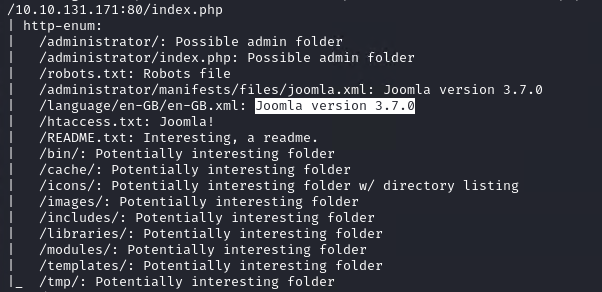 /10.10.131.171:80/index.php
| http-enum:
|   /administrator/: Possible admin folder
|   /administrator/index.php: Possible admin folder
|   /robots.txt: Robots file
|   /administrator/manifests/files/joomla.xml: Joomla version 3.7.0
|   /language/en-GB/en-GB.xml: Joomla version 3.7.0
|   /htaccess.txt: Joomla!
|   /README.txt: Interesting, a readme.
|   /bin/: Potentially interesting folder
|   /cache/: Potentially interesting folder
|   /icons/: Potentially interesting folder w/ directory listing
|   /images/: Potentially interesting folder
|   /includes/: Potentially interesting folder
|   /libraries/: Potentially interesting folder
|   /modules/: Potentially interesting folder
|   /templates/: Potentially interesting folder
|_  /tmp/: Potentially interesting folder